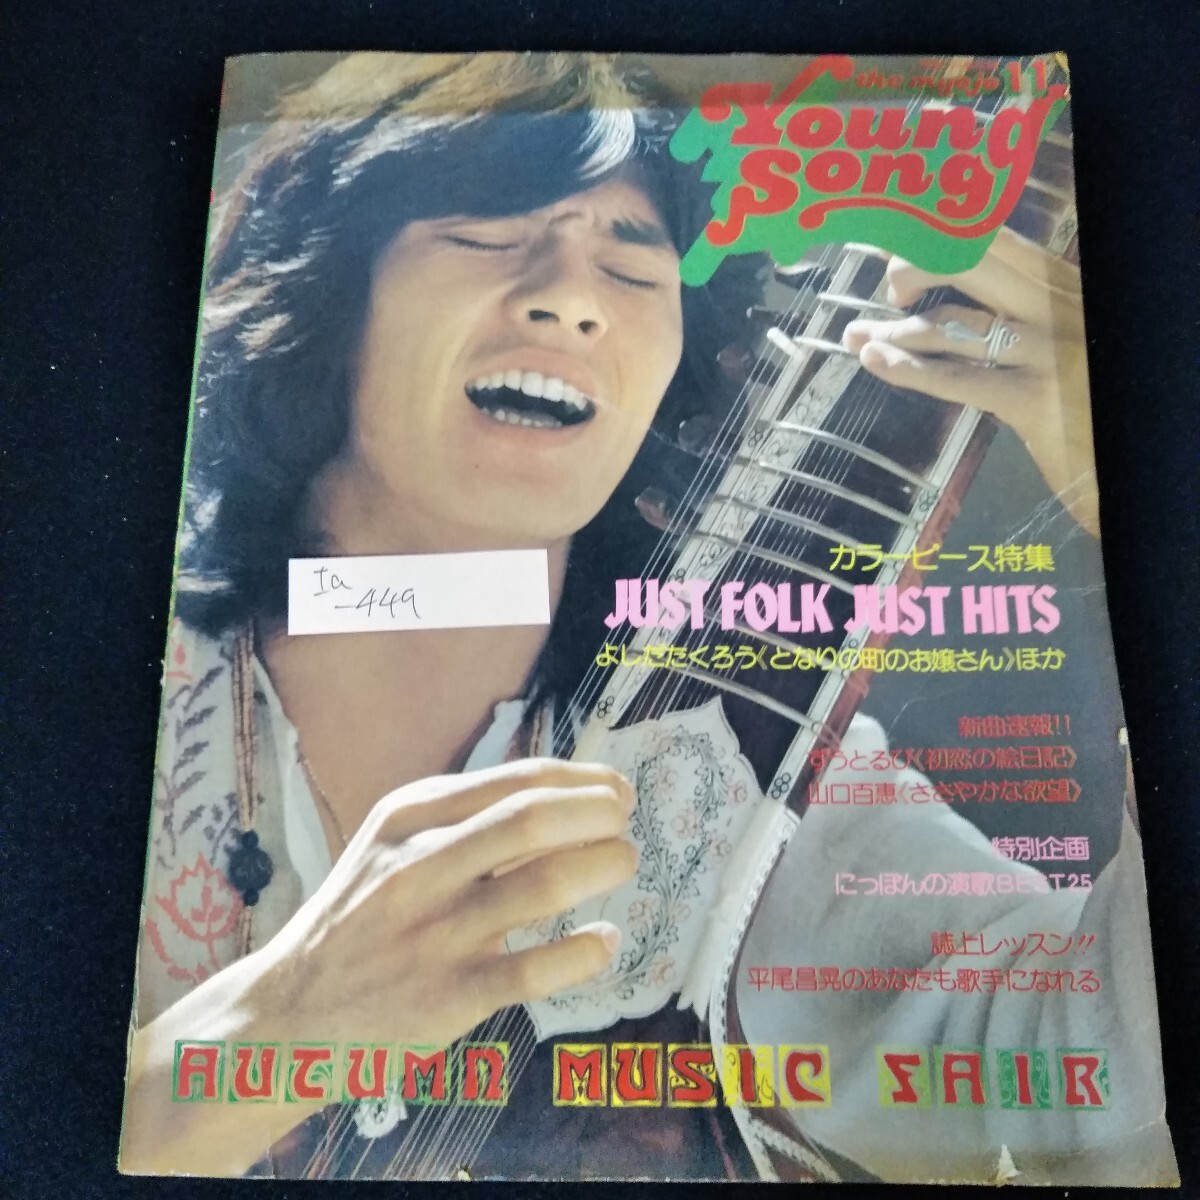 the myojo 11
Young
Song
Ia
-449
カラーピース特集
JUST FOLK JUST HITS
よしだたくろう《となりの町のお嬢さん》ほか
新曲速報!!
ずうとるび《初恋の絵日記》
山口百恵《ささやかな欲望》
特別企画
にっぽんの演歌BEST25
誌上レッスン!!
平尾昌晃のあなたも歌手になれる
AUTUMN MUSIC FAIR